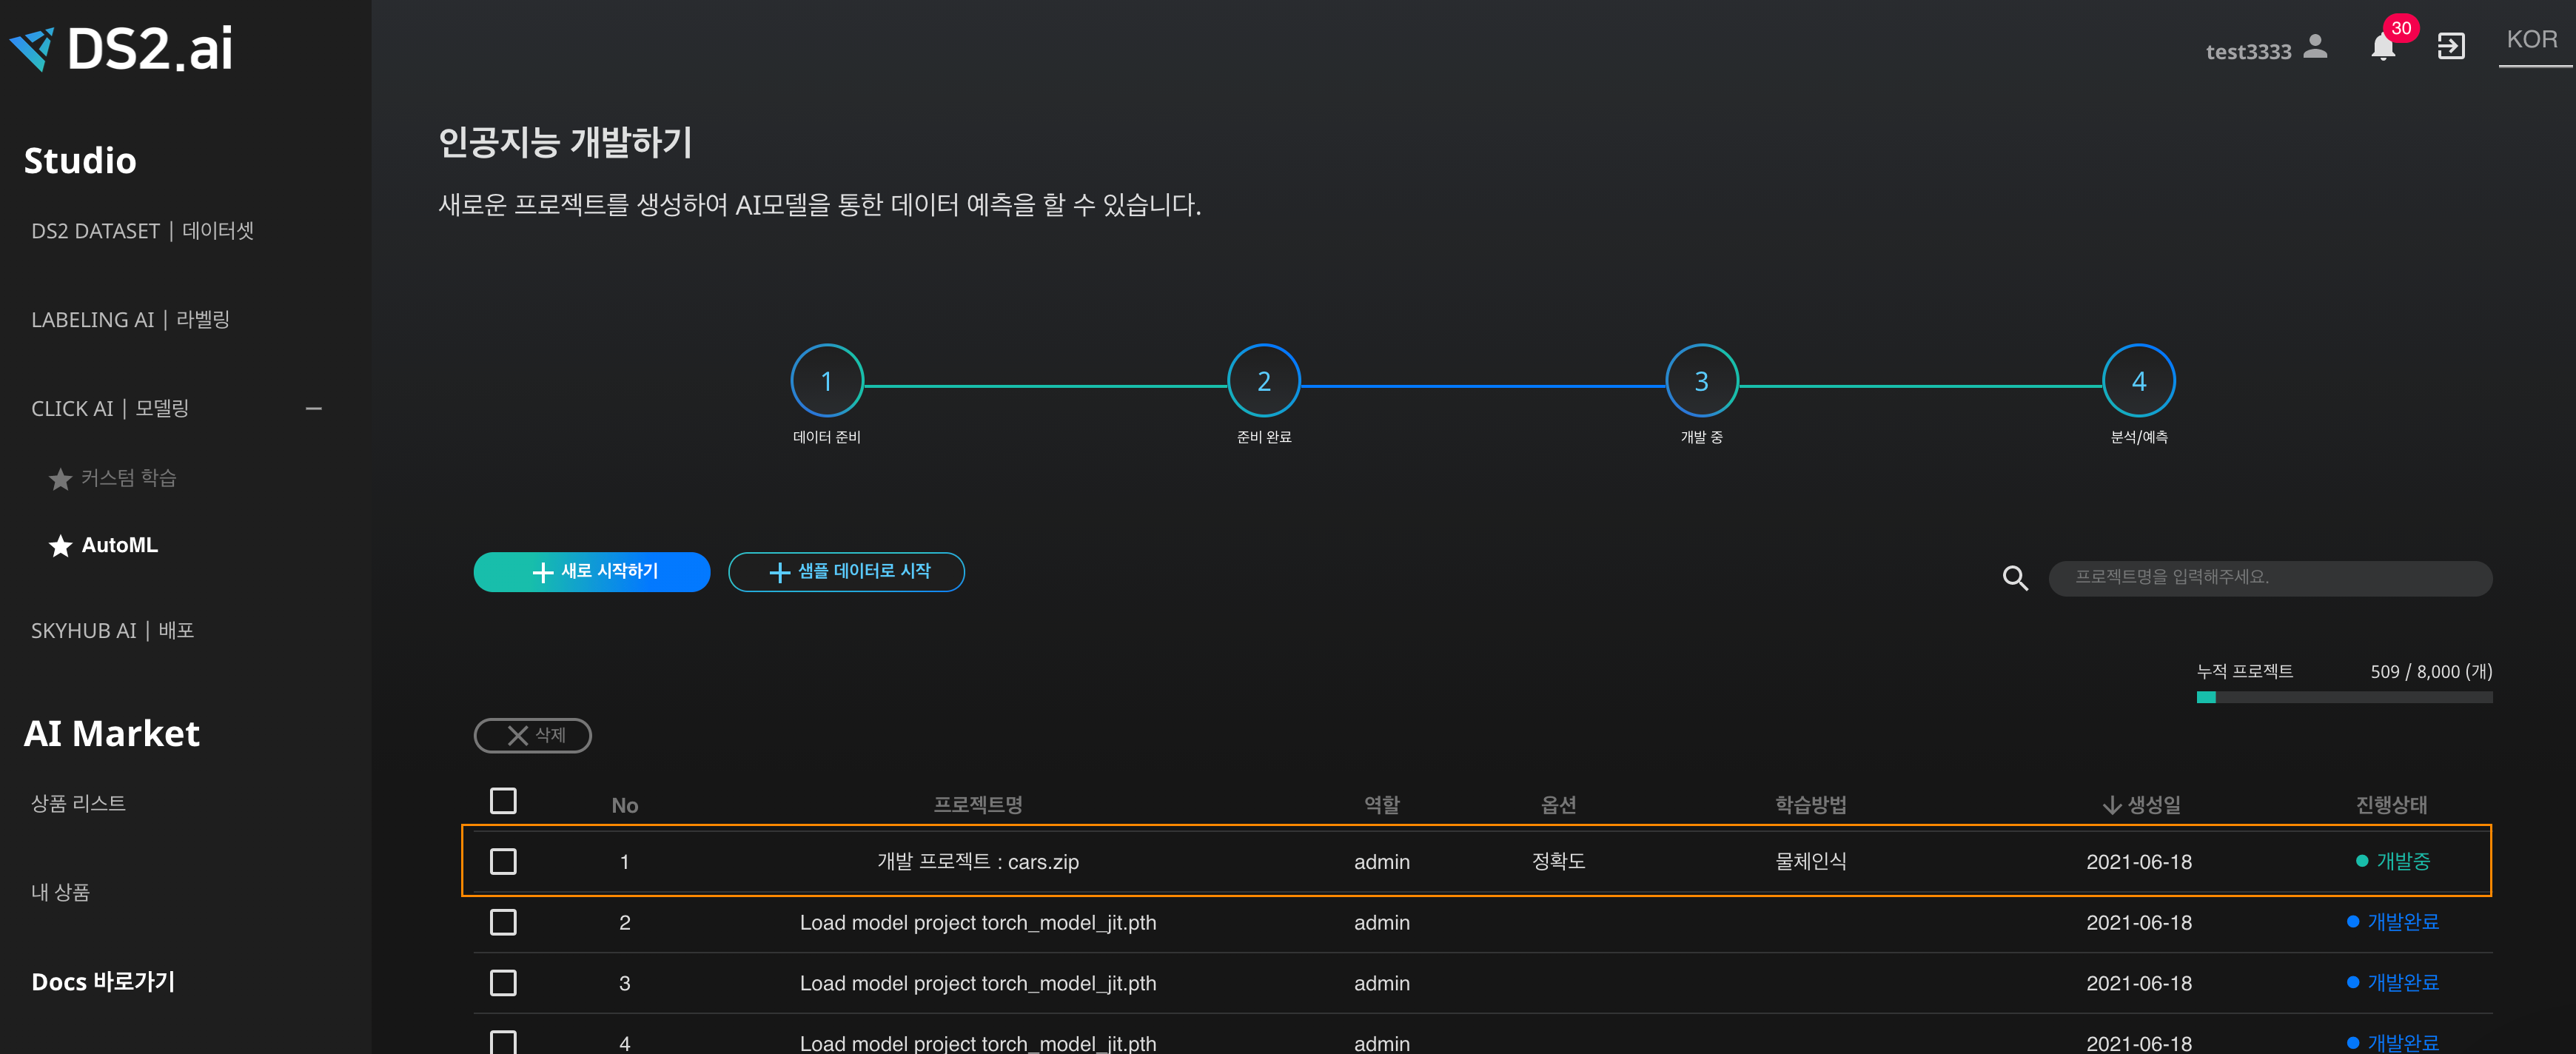 DS2.ai
test3333
30
KOR
Studio
DS2 DATASET | 데이터셋
LABELING AI | 라벨링
CLICK AI | 모델링
커스텀 학습
AutoML
SKYHUB AI | 배포
AI Market
상품 리스트
내 상품
Docs 바로가기
인공지능 개발하기
새로운 프로젝트를 생성하여 AI모델을 통한 데이터 예측을 할 수 있습니다.
1 2 3 4
데이터 준비 준비 완료 개발 중 분석/예측
새로 시작하기 샘플 데이터로 시작 프로젝트명을 입력해주세요.
누적 프로젝트 509 / 8,000 (개)
삭제
No 프로젝트명 역할 옵션 학습방법 생성일 진행상태
1 개발 프로젝트 : cars.zip admin 정확도 물체인식 2021-06-18 개발중
2 Load model project torch_model_jit.pth admin 2021-06-18 개발완료
3 Load model project torch_model_jit.pth admin 2021-06-18 개발완료
4 Load model project torch_model_jit.pth admin 2021-06-18 개발완료